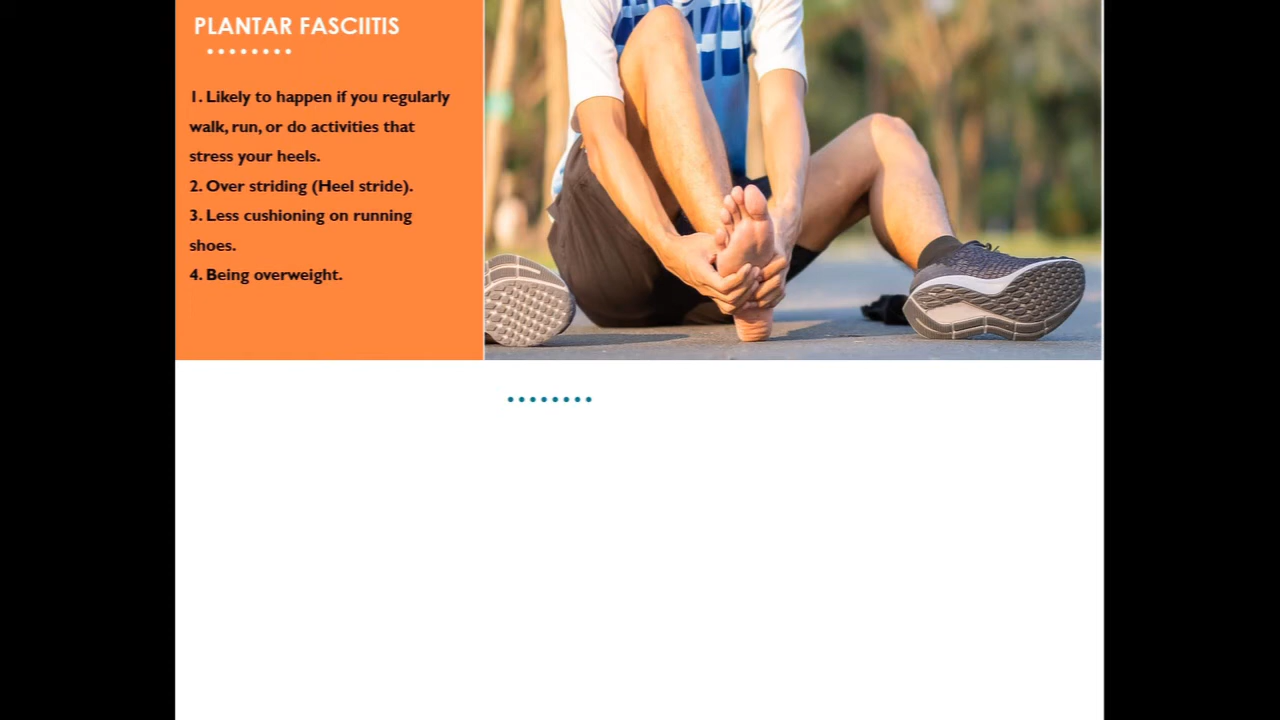 PLANTAR FASCIITIS
1. Likely to happen if you regularly
walk, run, or do activities that
stress your heels.
2. Over striding (Heel stride).
3. Less cushioning on running
shoes.
4. Being overweight.